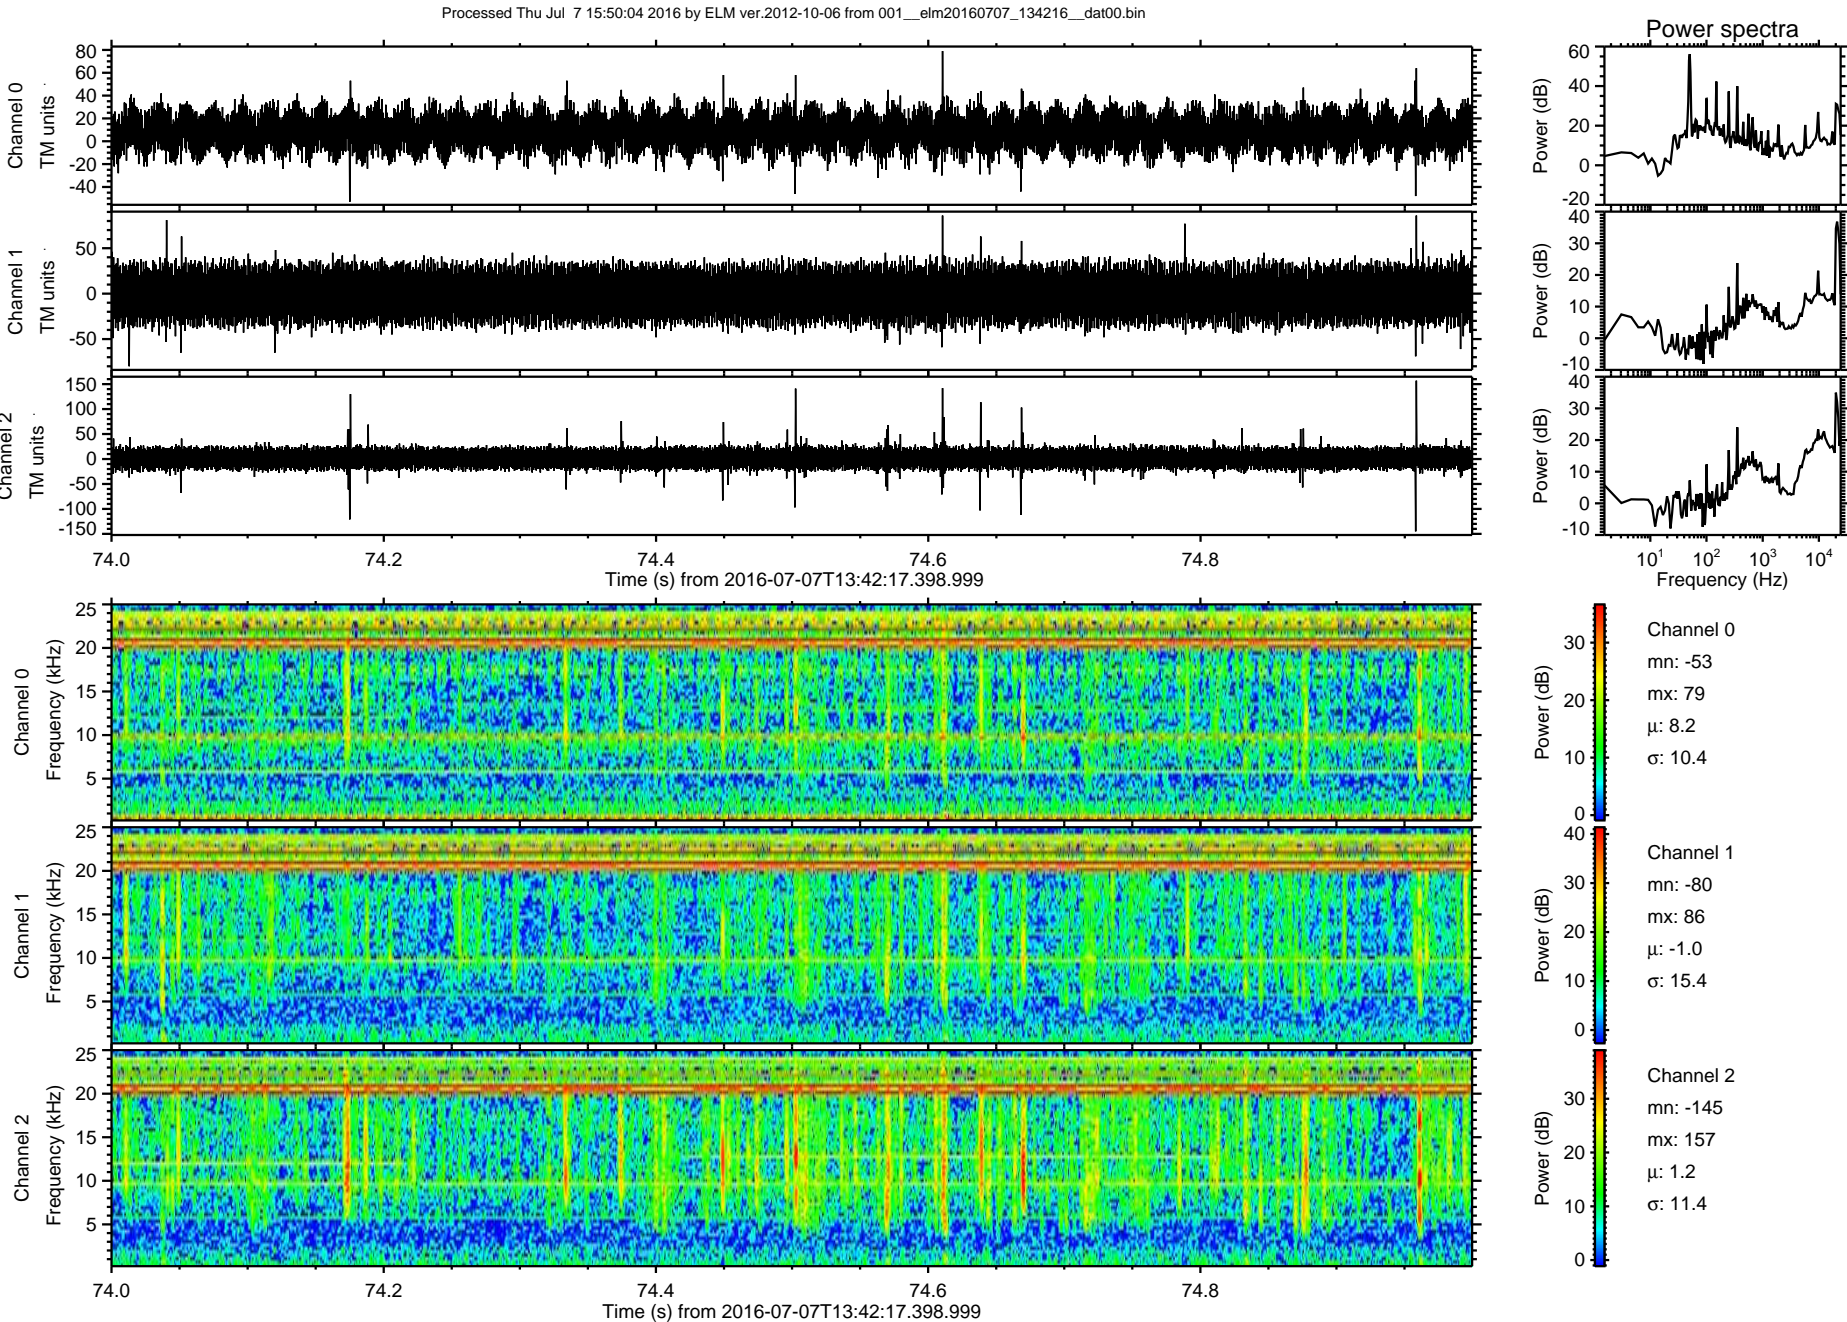 Processed Thu Jul  7 15:50:04 2016 by ELM ver.2012-10-06 from 001__elm20160707_134216__dat00.bin
Power spectra
Channel 0
TM units
80
60
40
20
0
-20
-40
Power (dB)
60
40
20
0
-20
Channel 1
TM units
50
0
-50
Power (dB)
40
30
20
10
0
-10
Channel 2
TM units
150
100
50
0
-50
-100
-150
Power (dB)
40
30
20
10
0
-10
74.0 74.2 74.4 74.6 74.8
Time (s) from 2016-07-07T13:42:17.398.999
10^1 10^2 10^3 10^4
Frequency (Hz)
Channel 0
Frequency (kHz)
25
20
15
10
5
Power (dB)
30
20
10
0
Channel 0
mn: -53
mx: 79
μ: 8.2
σ: 10.4
Channel 1
Frequency (kHz)
25
20
15
10
5
Power (dB)
40
30
20
10
0
Channel 1
mn: -80
mx: 86
μ: -1.0
σ: 15.4
Channel 2
Frequency (kHz)
25
20
15
10
5
Power (dB)
30
20
10
0
Channel 2
mn: -145
mx: 157
μ: 1.2
σ: 11.4
74.0 74.2 74.4 74.6 74.8
Time (s) from 2016-07-07T13:42:17.398.999